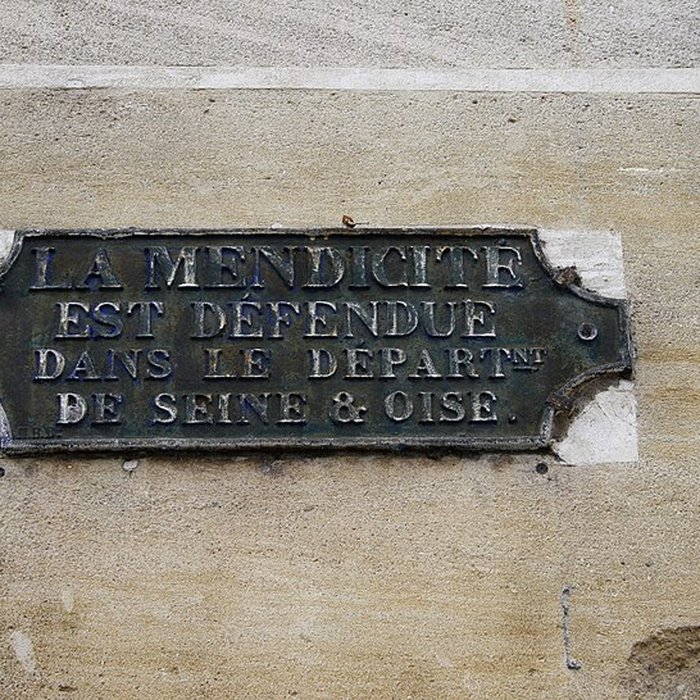 LA MENDICITÉ
EST DÉFENDUE
DANS LE DÉPARTNT
DE SEINE & OISE.